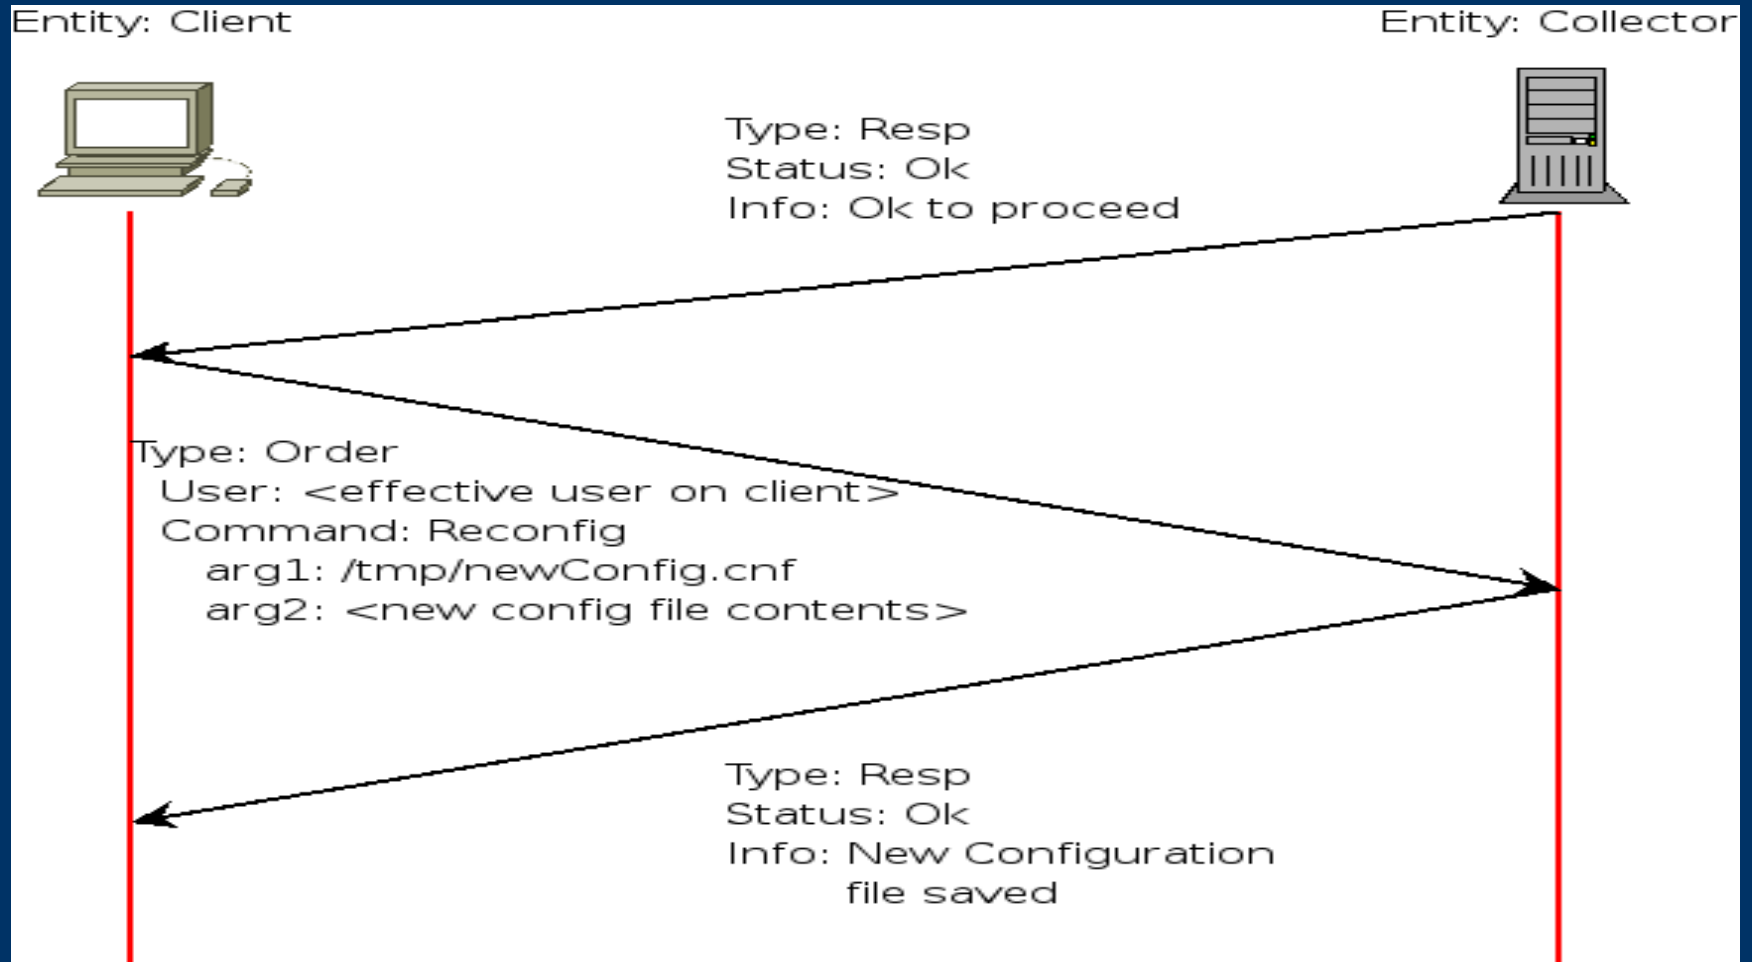 Entity: Client
Entity: Collector
Type: Resp
Status: Ok
Info: Ok to proceed
Type: Order
User: <effective user on client>
Command: Reconfig
arg1: /tmp/newConfig.cnf
arg2: <new config file contents>
Type: Resp
Status: Ok
Info: New Configuration
file saved